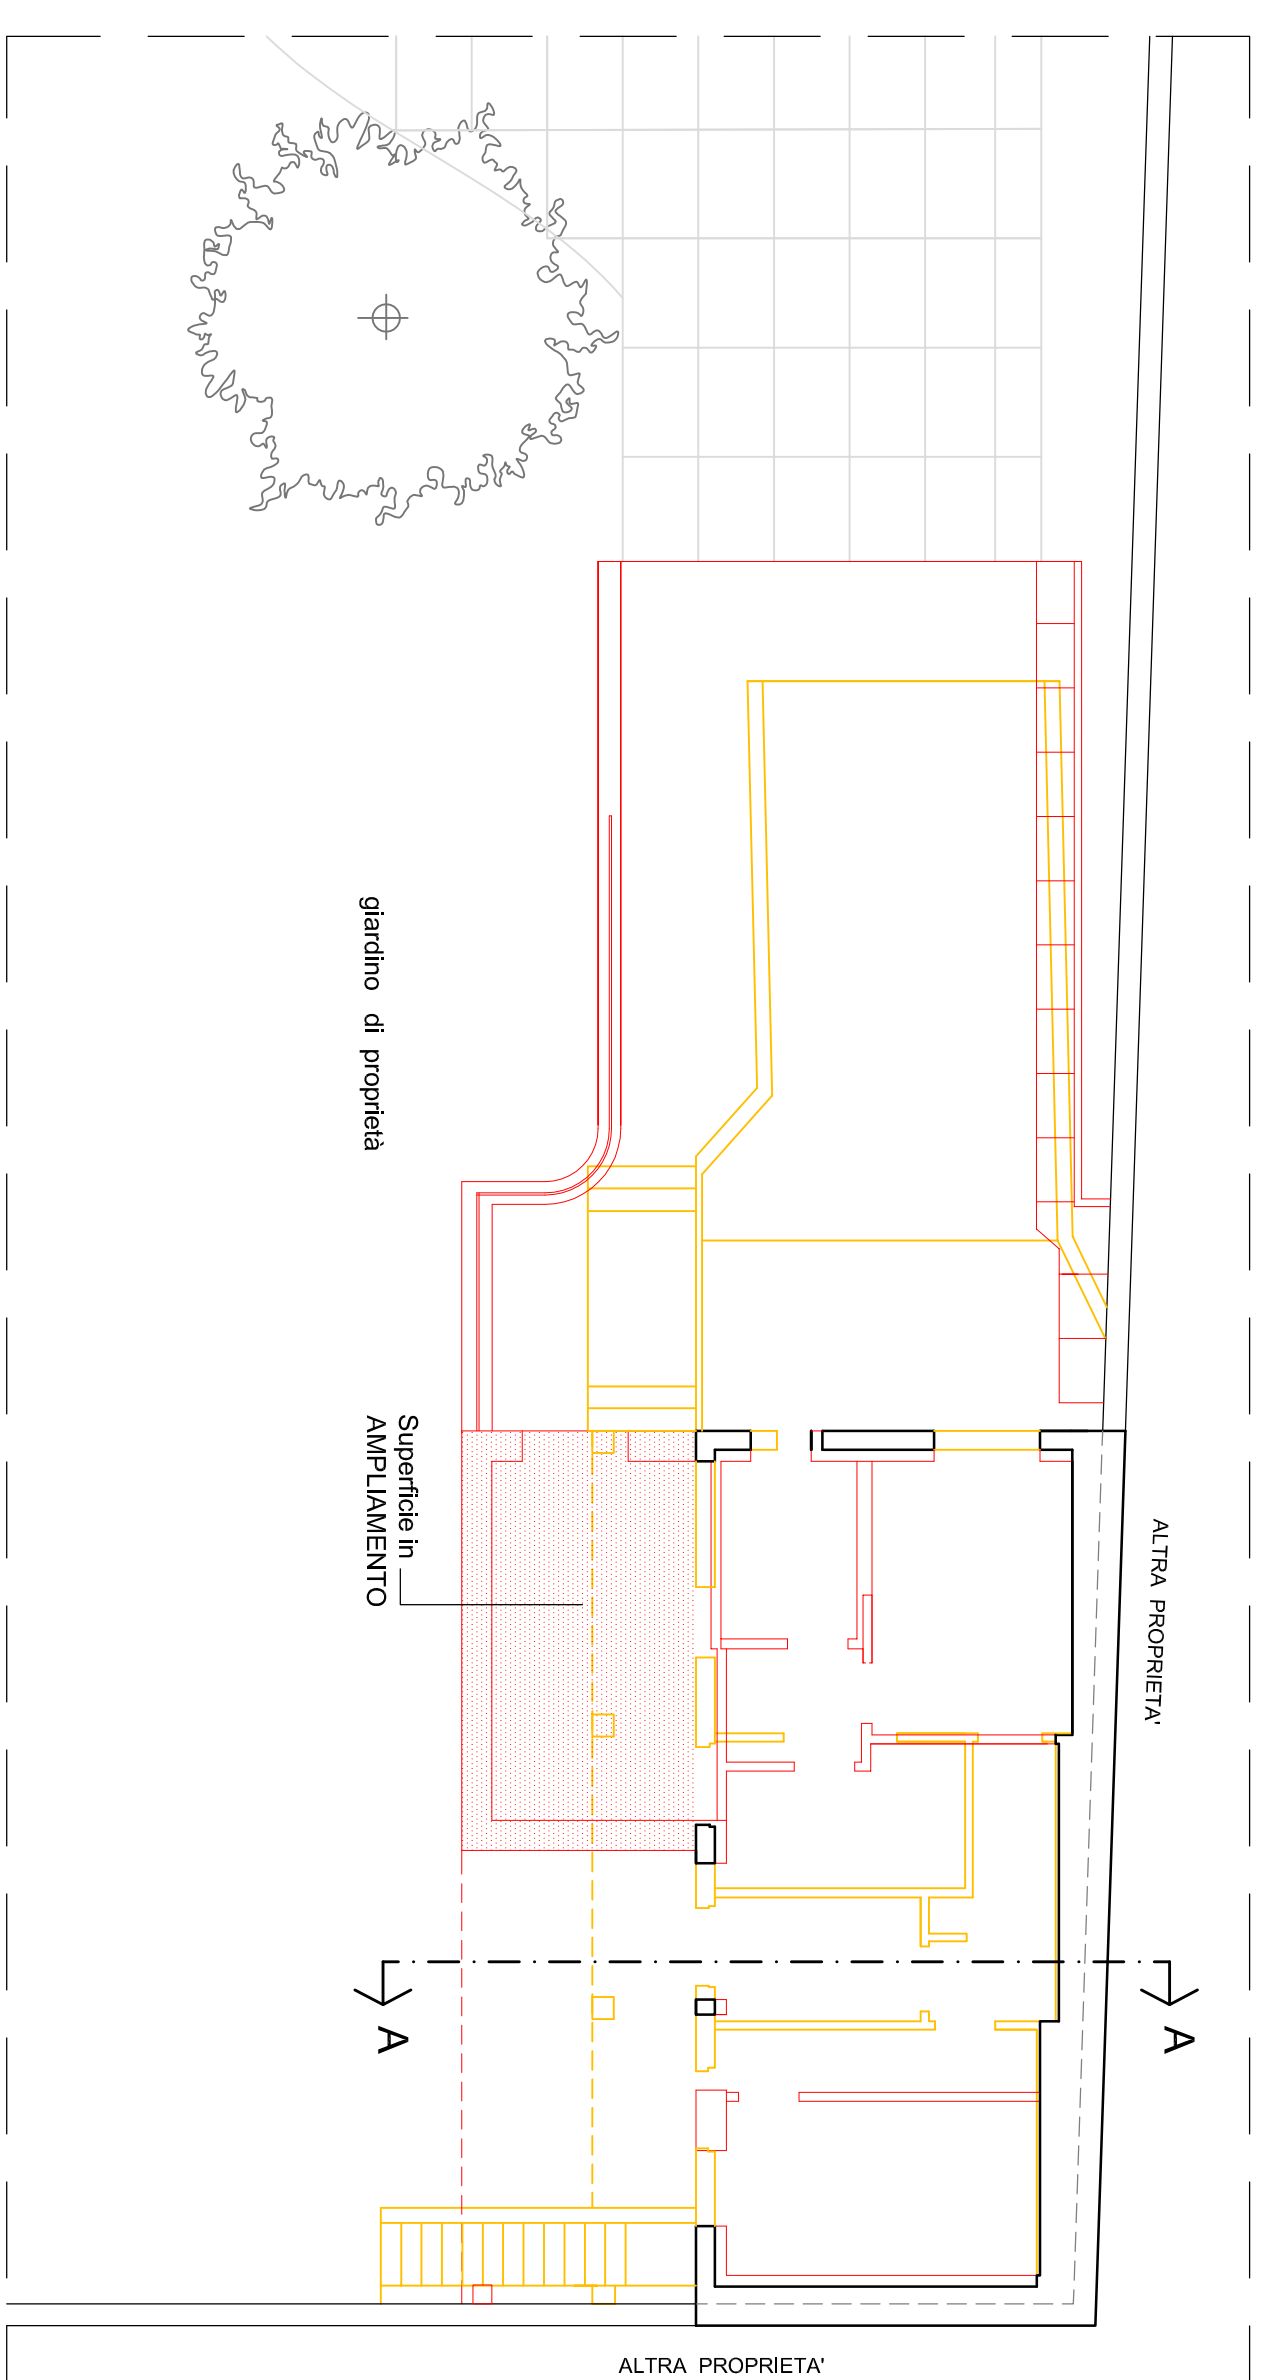 giardino di proprietà
Superficie in
AMPLIAMENTO
ALTRA PROPRIETA'
A
A
ALTRA PROPRIETA'